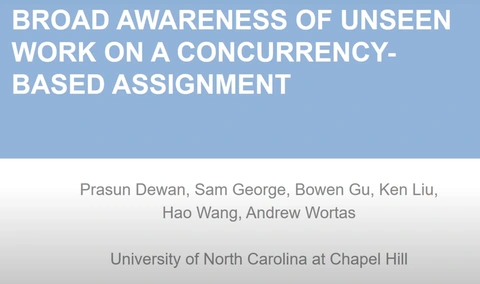 BROAD AWARENESS OF UNSEEN
WORK ON A CONCURRENCY-
BASED ASSIGNMENT
Prasun Dewan, Sam George, Bowen Gu, Ken Liu,
Hao Wang, Andrew Wortas
University of North Carolina at Chapel Hill